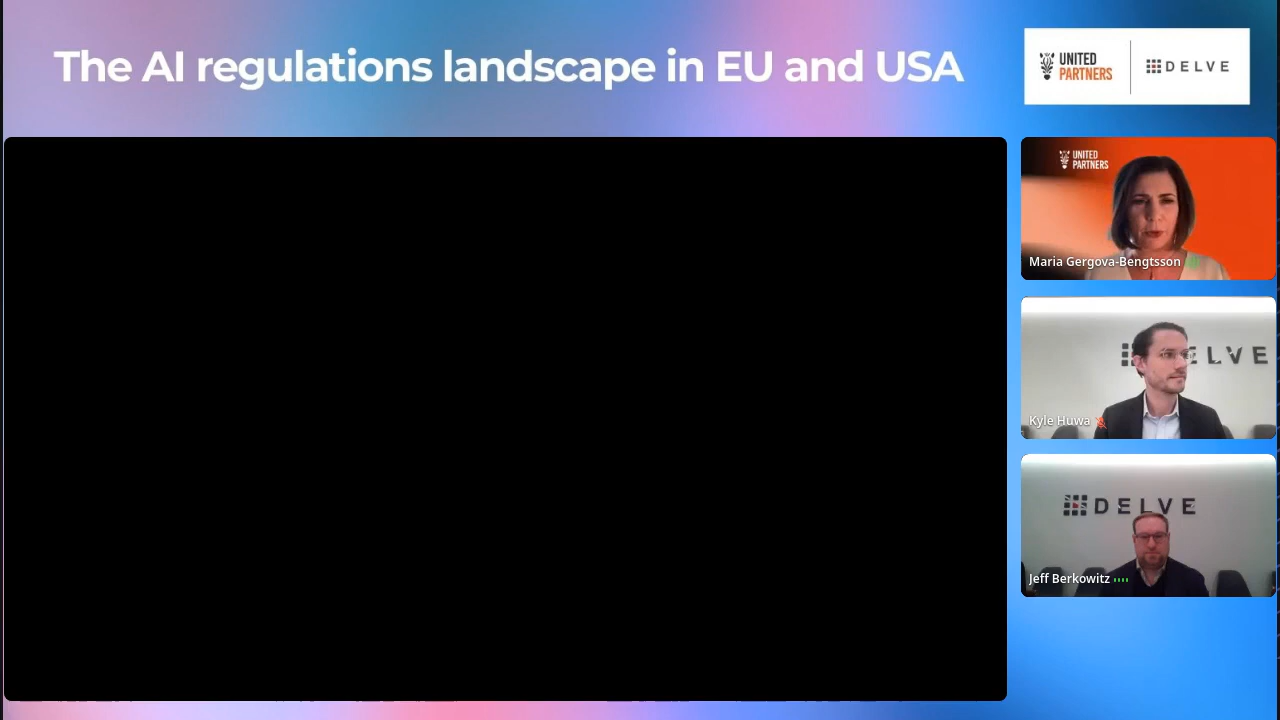 The AI regulations landscape in EU and USA
UNITED
PARTNERS
DELVE
UNITED
PARTNERS
Maria Gergova-Bengtsson
ELVE
Kyle Huwa
DELVE
Jeff Berkowitz